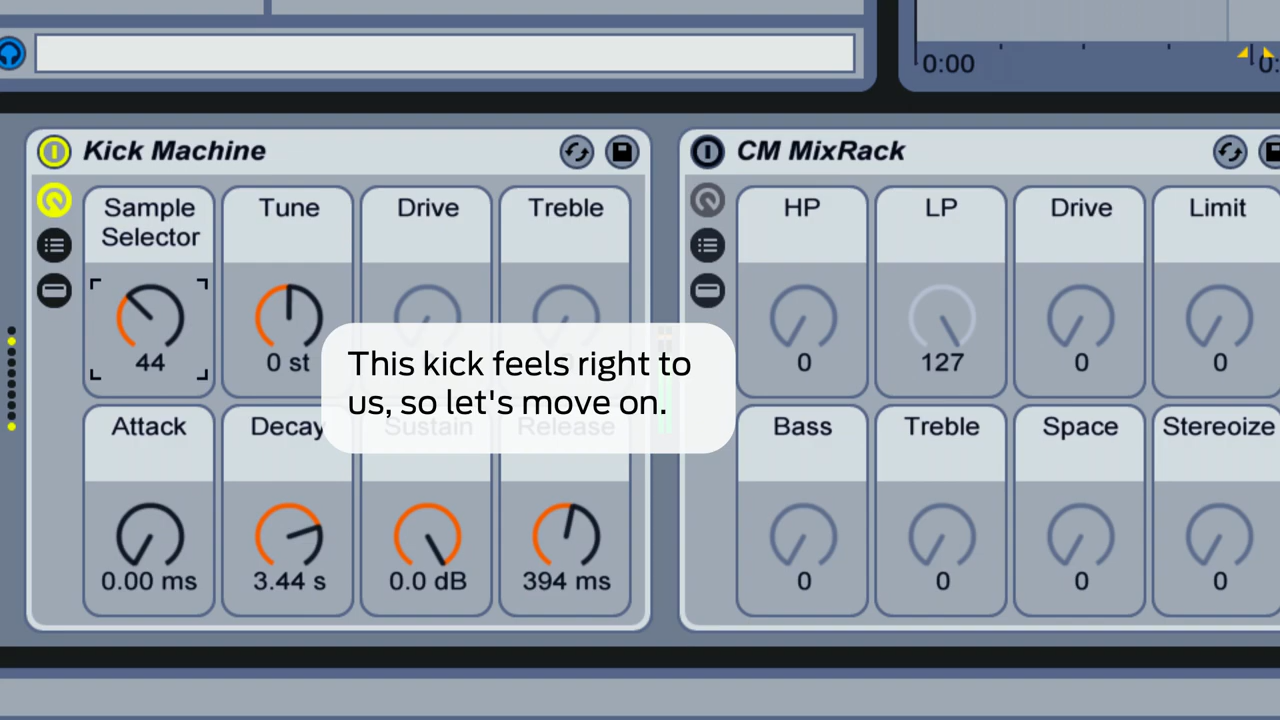 0:00
0:
Kick Machine
CM MixRack
Sample Selector
Tune
Drive
Treble
HP
LP
Drive
Limit
44
0 st
0
127
0
0
This kick feels right to
us, so let's move on.
Attack
Decay
Sustain
Release
Bass
Treble
Space
Stereoize
0.00 ms
3.44 s
0.0 dB
394 ms
0
0
0
0